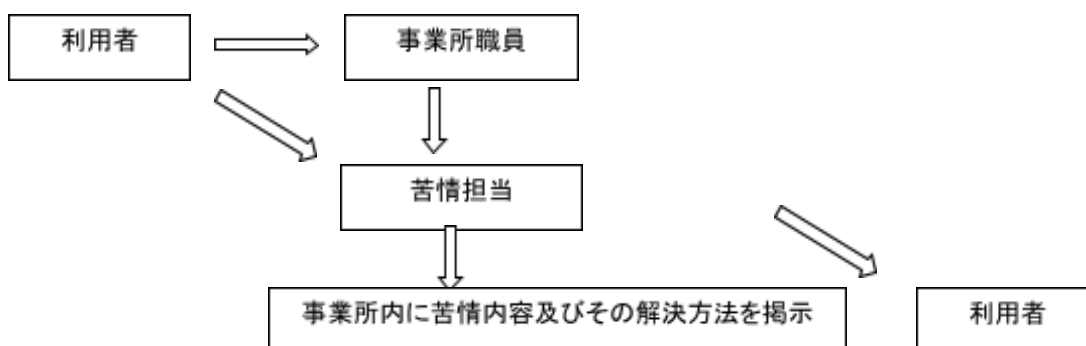 利用者
事業所職員
苦情担当
事業所内に苦情内容及びその解決方法を掲示
利用者